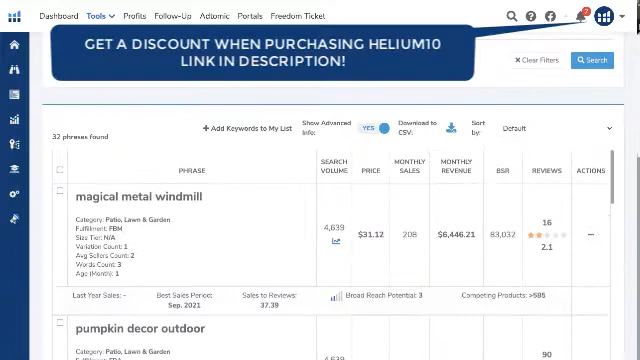 Dashboard Tools Profits Follow-Up Adtomic Portals Freedom Ticket
7
GET A DISCOUNT WHEN PURCHASING HELIUM10
LINK IN DESCRIPTION!
Clear Filters
Search
32 phrases found
+ Add Keywords to My List
Show Advanced Info: YES
Download to CSV:
Sort by: Default
PHRASE SEARCH VOLUME PRICE MONTHLY SALES MONTHLY REVENUE BSR REVIEWS ACTIONS
magical metal windmill
Category: Patio, Lawn & Garden
Fulfillment: FBM
Size Tier: N/A
Variation Count: 1
Avg Sellers Count: 2
Words Count: 3
Age (Month): 1
4,639 $31.12 208 $6,446.21 83,032 16 2.1
Last Year Sales: -
Best Sales Period: Sep, 2021
Sales to Reviews: 37.39
Broad Reach Potential: 3
Competing Products: >585
pumpkin decor outdoor
Category: Patio, Lawn & Garden
4,639
90